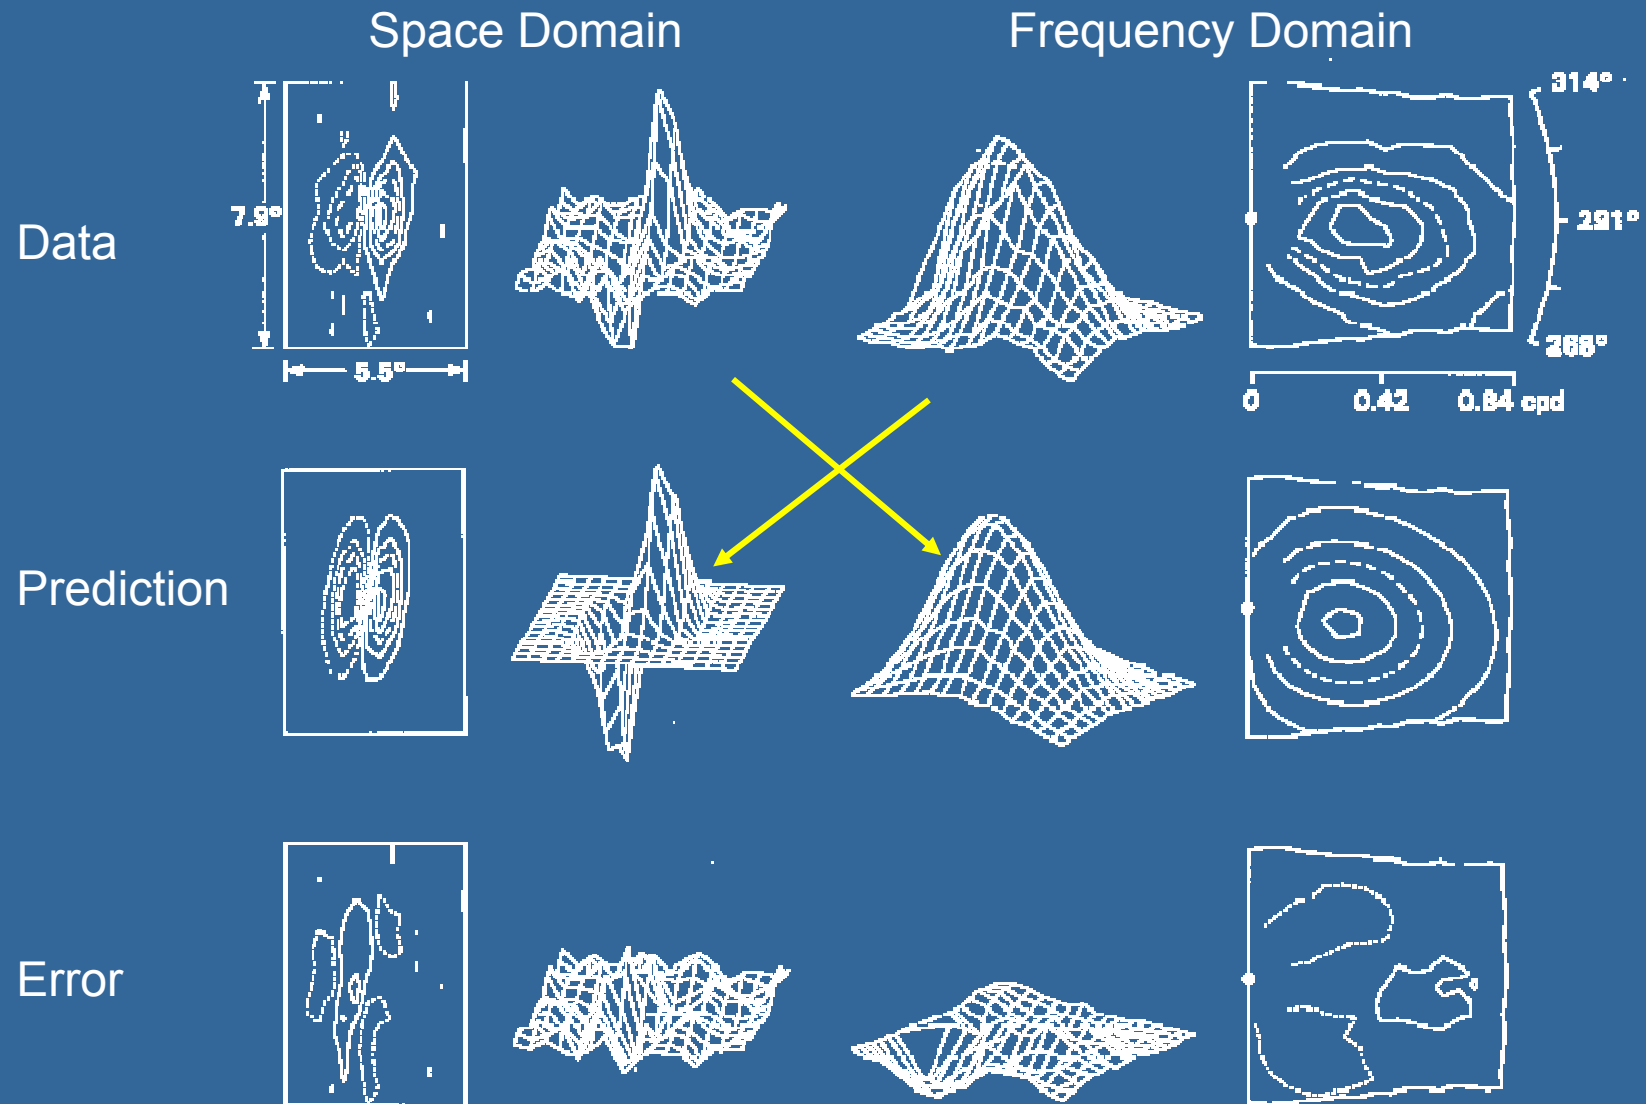 Space Domain Frequency Domain
314°
Data 7.9° 291°
268°
5.5°
0 0.42 0.84 cpd
Prediction
Error